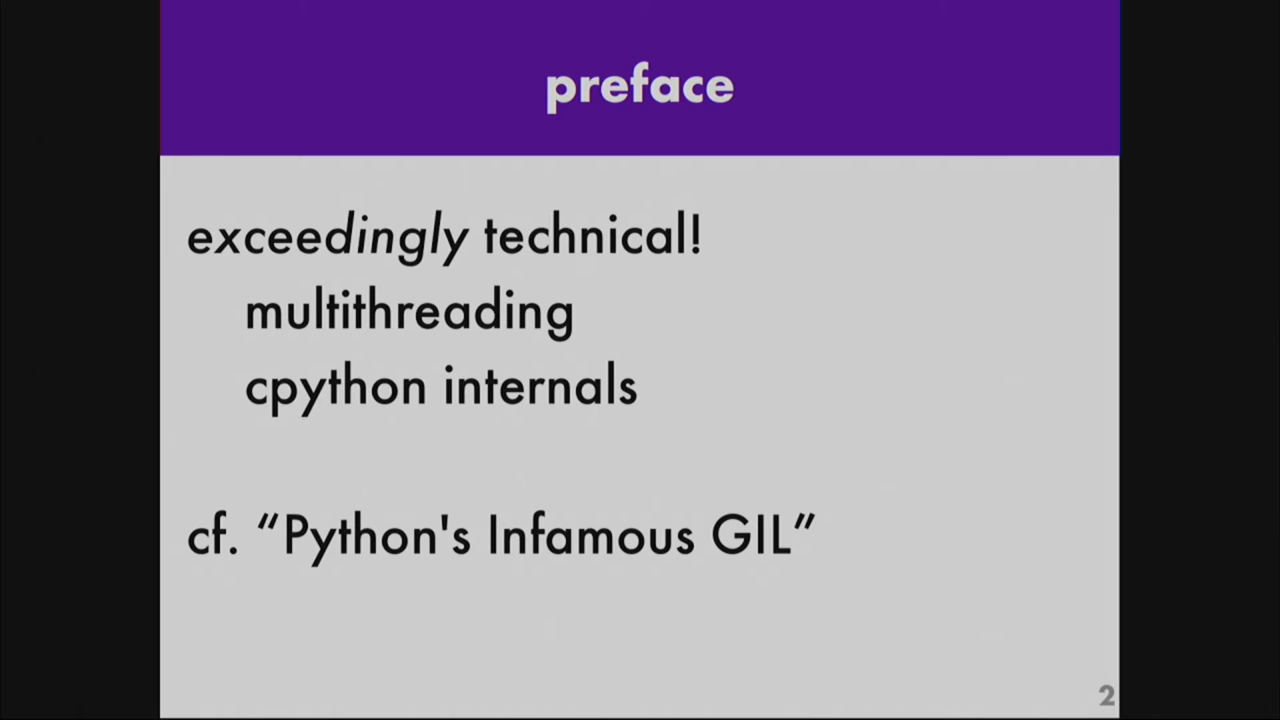 preface
exceedingly technical!
multithreading
cpython internals
cf. “Python's Infamous GIL”
2